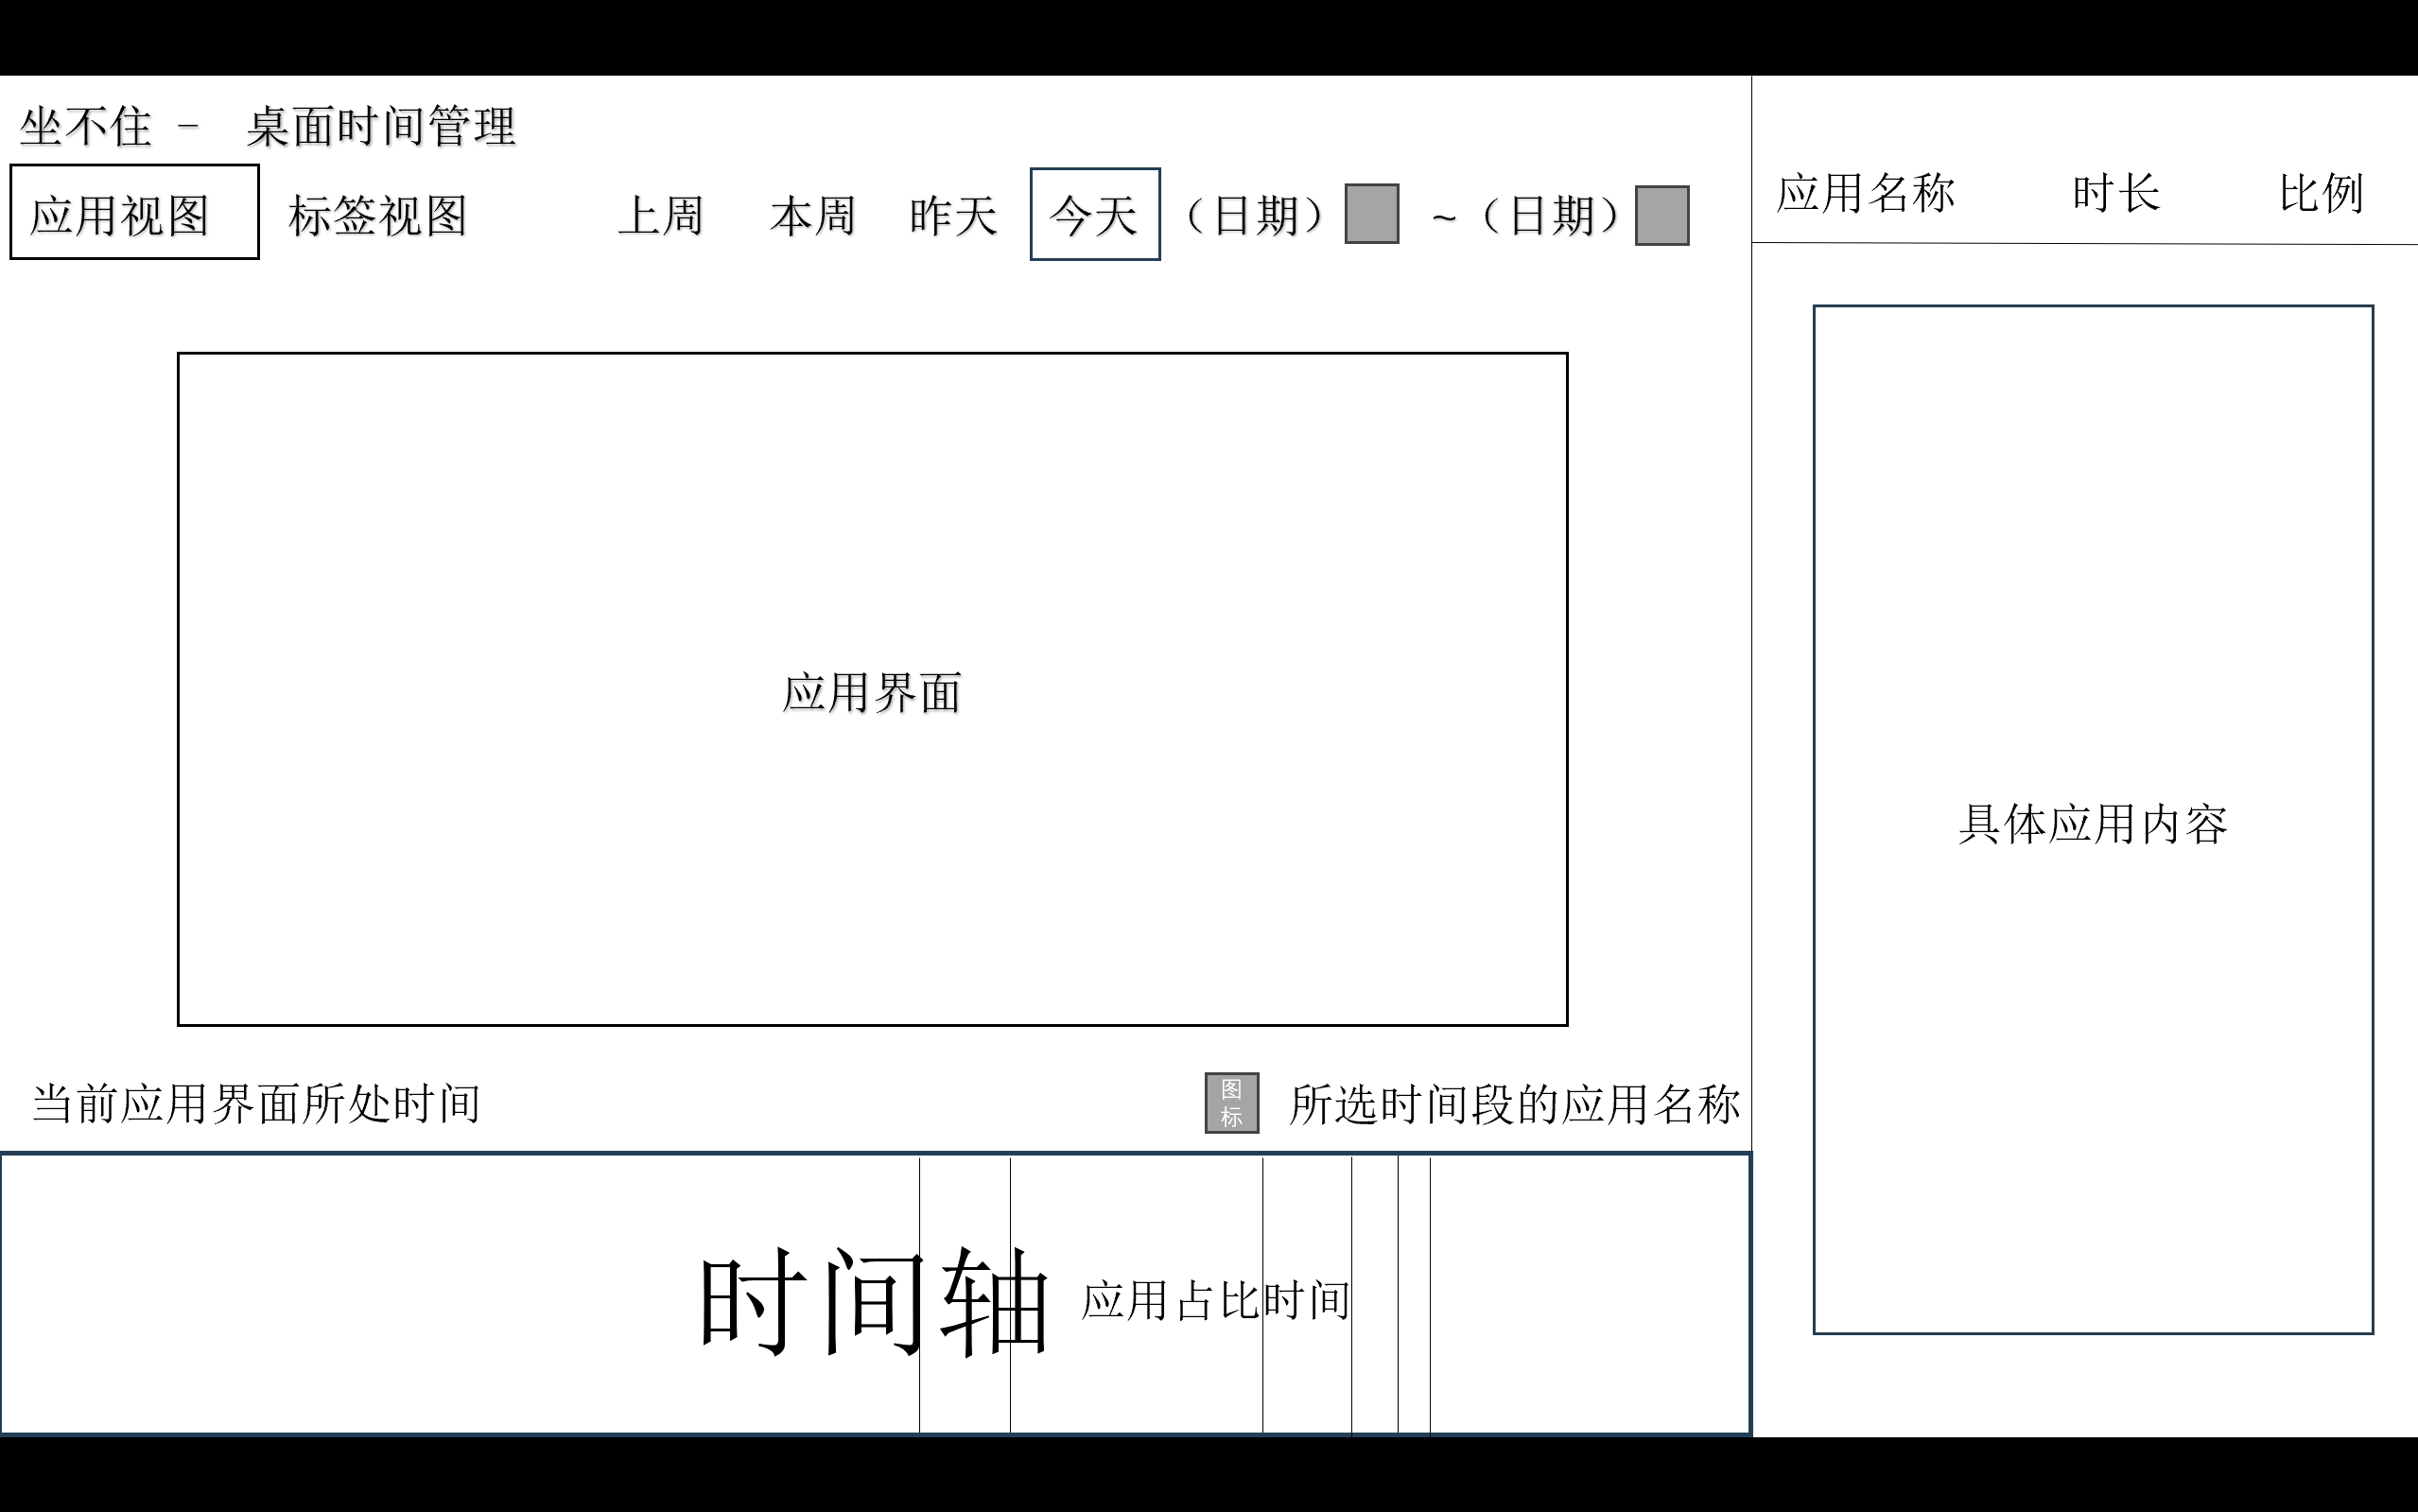 坐不住 - 桌面时间管理
应用视图 标签视图 上周 本周 昨天 今天 （日期） ~（日期）
应用名称 时长 比例
应用界面
具体应用内容
当前应用界面所处时间
图
标
所选时间段的应用名称
时间轴 应用占比时间